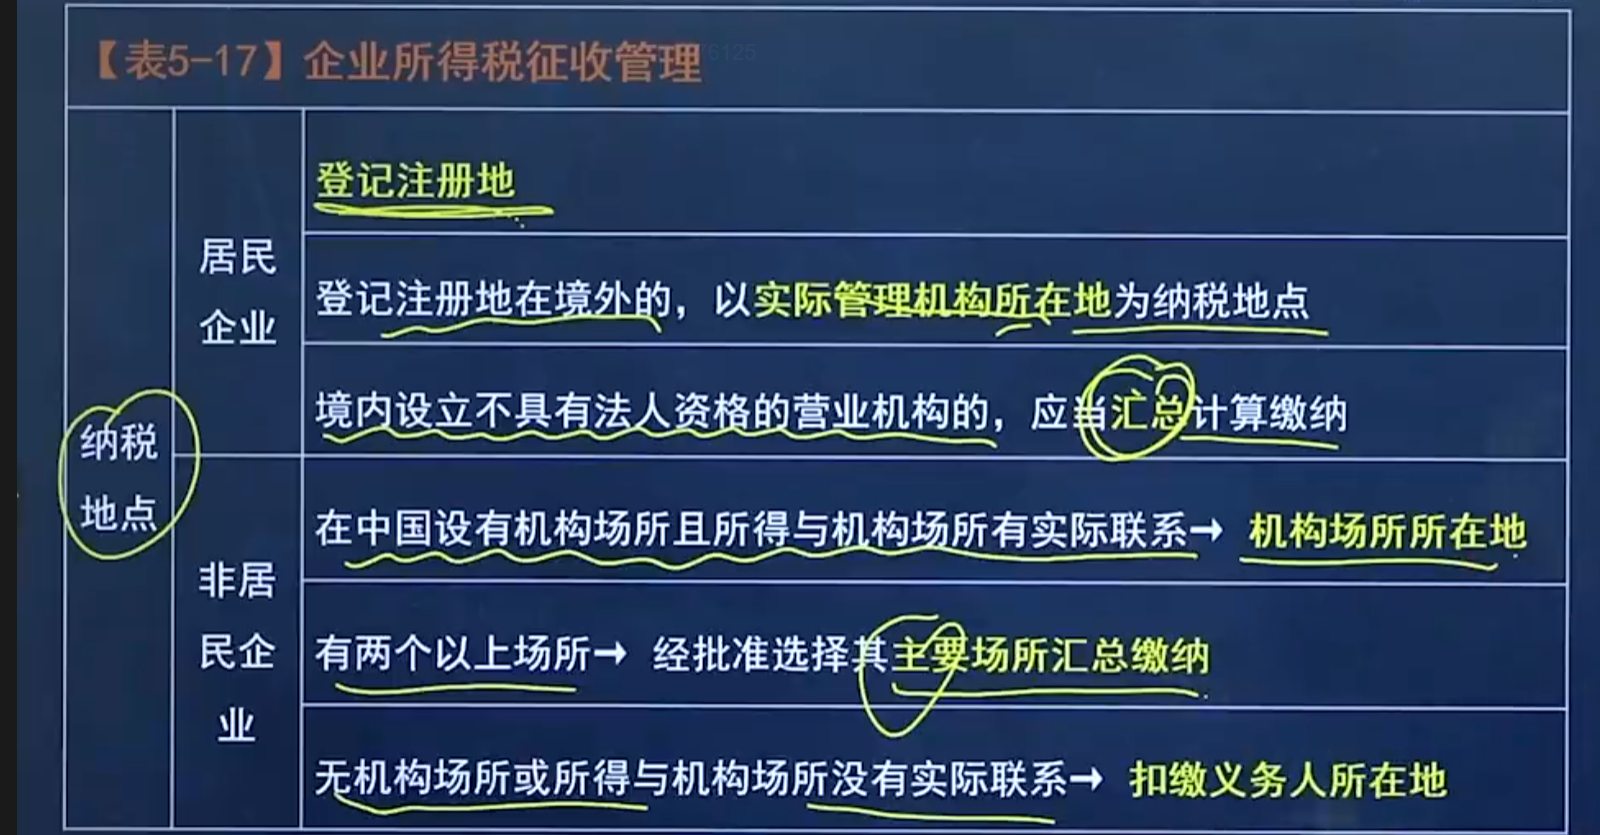 【表5-17】企业所得税征收管理
纳税
地点
居民
企业
登记注册地
登记注册地在境外的，以实际管理机构所在地为纳税地点
境内设立不具有法人资格的营业机构的，应当汇总计算缴纳
非居
民企
业
在中国设有机构场所且所得与机构场所有实际联系→ 机构场所所在地
有两个以上场所→ 经批准选择其主要场所汇总缴纳
无机构场所或所得与机构场所没有实际联系→ 扣缴义务人所在地